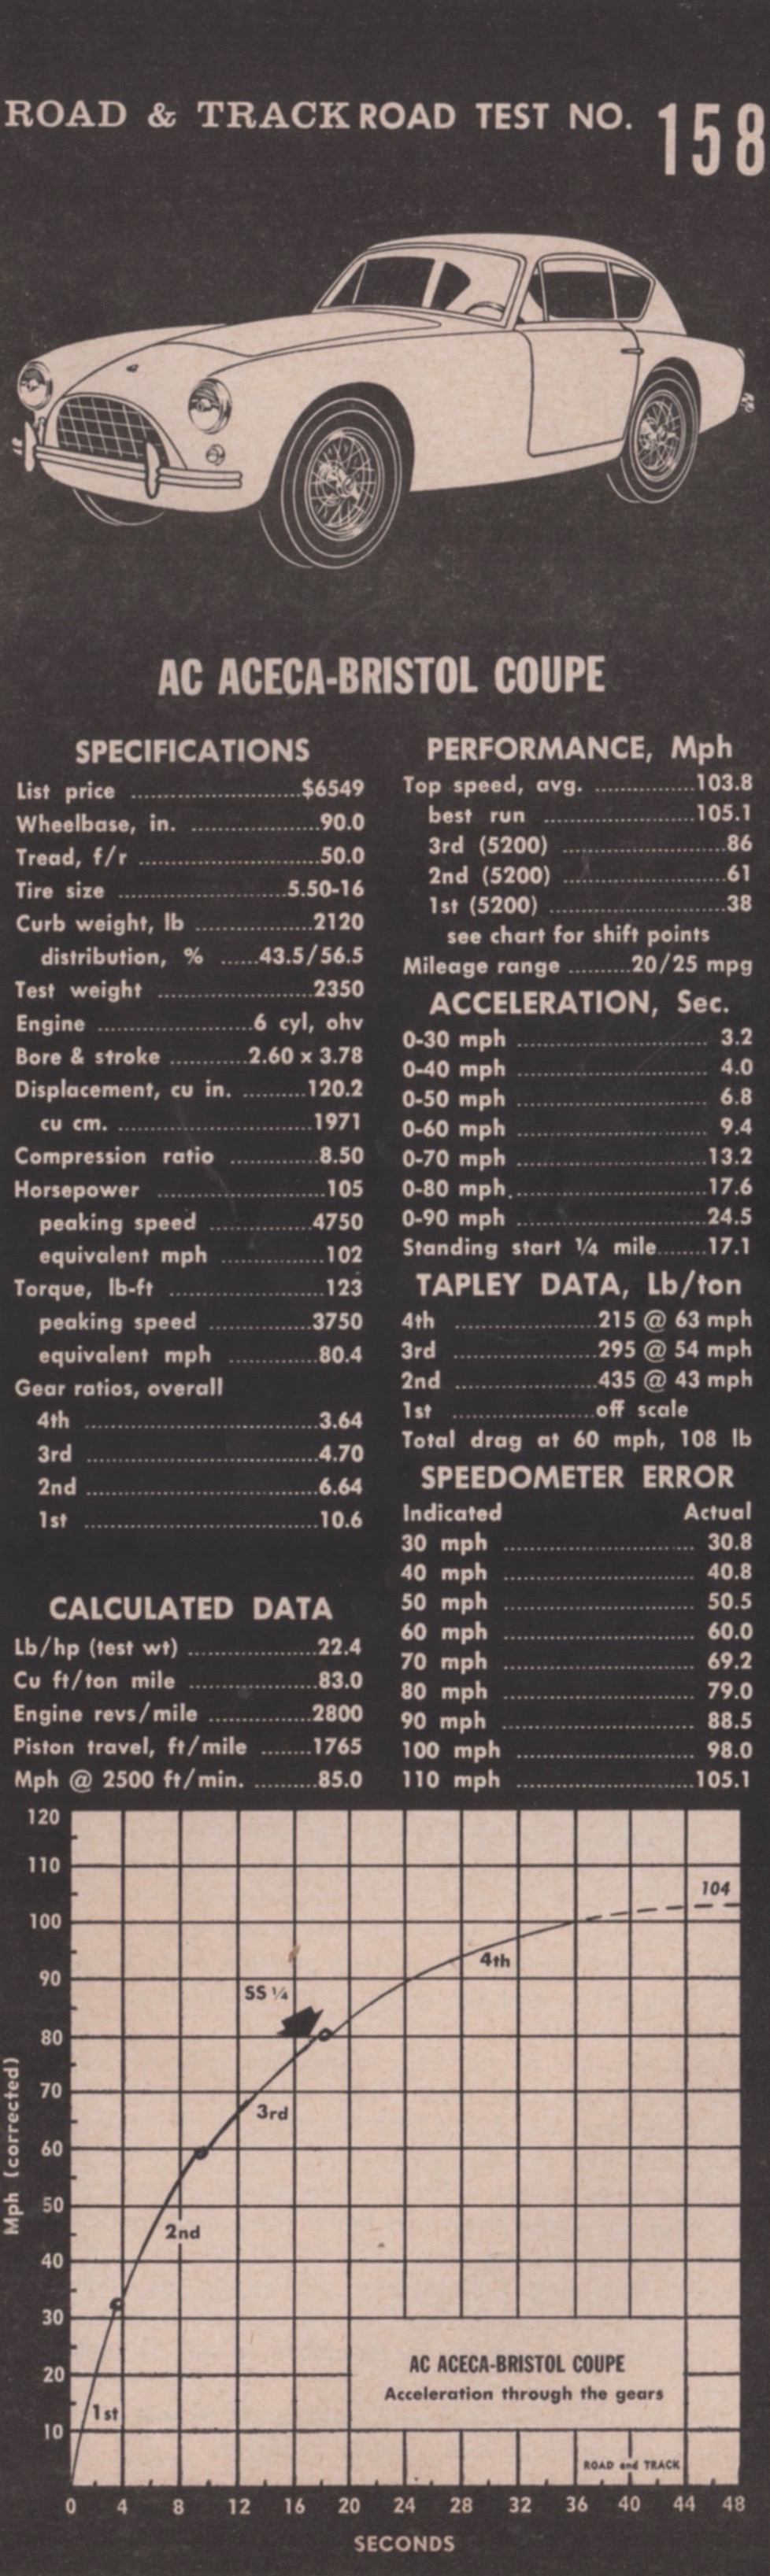 ROAD & TRACK ROAD TEST NO. 158
AC ACECA-BRISTOL COUPE
SPECIFICATIONS
List price ........ $6549
Wheelbase, in. ........ 90.0
Tread, f/r ........ 50.0
Tire size ........ 5.50-16
Curb weight, lb ........ 2120
distribution, % ...... 43.5/56.5
Test weight ........ 2350
Engine ........ 6 cyl, ohv
Bore & stroke ........ 2.60 x 3.78
Displacement, cu in. ........ 120.2
cu cm. ........ 1971
Compression ratio ........ 8.50
Horsepower ........ 105
peaking speed ........ 4750
equivalent mph ........ 102
Torque, lb-ft ........ 123
peaking speed ........ 3750
equivalent mph ........ 80.4
Gear ratios, overall
4th ........ 3.64
3rd ........ 4.70
2nd ........ 6.64
1st ........ 10.6
CALCULATED DATA
Lb/hp (test wt) ........ 22.4
Cu ft/ton mile ........ 83.0
Engine revs/mile ........ 2800
Piston travel, ft/mile ....... 1765
Mph @ 2500 ft/min. ........ 85.0
PERFORMANCE, Mph
Top speed, avg. ........ 103.8
best run ........ 105.1
3rd (5200) ........ 86
2nd (5200) ........ 61
1st (5200) ........ 38
see chart for shift points
Mileage range ........ 20/25 mpg
ACCELERATION, Sec.
0-30 mph ........ 3.2
0-40 mph ........ 4.0
0-50 mph ........ 6.8
0-60 mph ........ 9.4
0-70 mph ........ 13.2
0-80 mph ........ 17.6
0-90 mph ........ 24.5
Standing start ¼ mile ....... 17.1
TAPLEY DATA, Lb/ton
4th ........ 215 @ 63 mph
3rd ........ 295 @ 54 mph
2nd ........ 435 @ 43 mph
1st ........ off scale
Total drag at 60 mph, 108 lb
SPEEDOMETER ERROR
Indicated Actual
30 mph ........ 30.8
40 mph ........ 40.8
50 mph ........ 50.5
60 mph ........ 60.0
70 mph ........ 69.2
80 mph ........ 79.0
90 mph ........ 88.5
100 mph ........ 98.0
110 mph ........ 105.1
120
110
100
90
80
70
60
50
40
30
20
10
Mph (corrected)
104
4th
SS ¼
3rd
2nd
1st
AC ACECA-BRISTOL COUPE
Acceleration through the gears
ROAD and TRACK
0 4 8 12 16 20 24 28 32 36 40 44 48
SECONDS